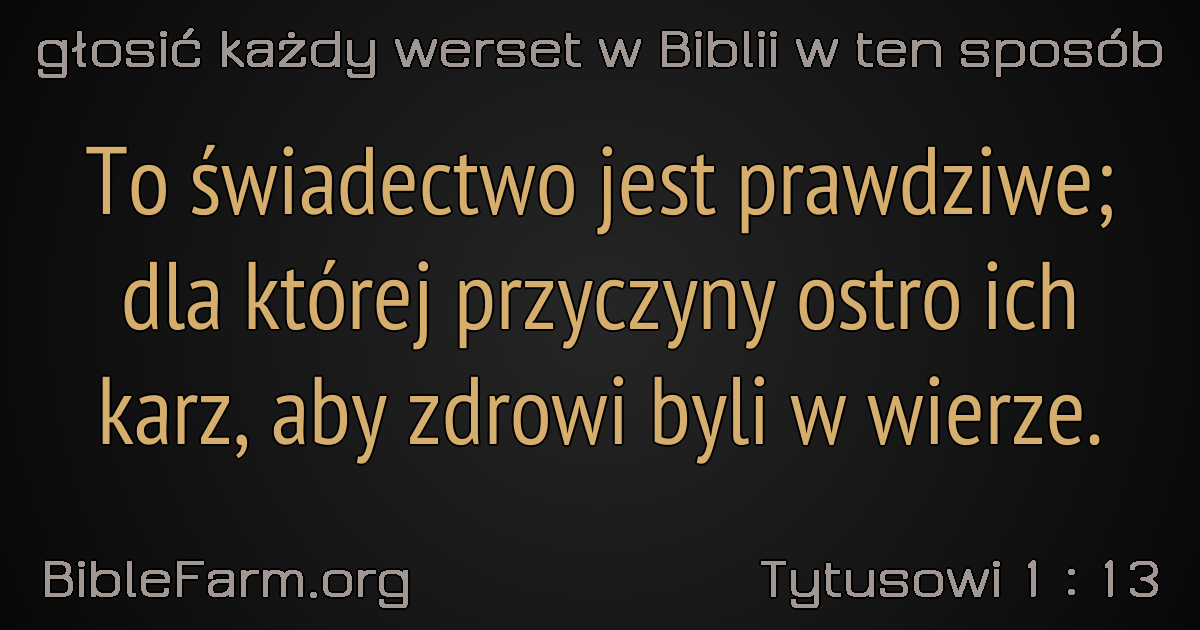 głosić każdy werset w Biblii w ten sposób
To świadectwo jest prawdziwe;
dla której przyczyny ostro ich
karz, aby zdrowi byli w wierze.
BibleFarm.org
Tytusowi 1 : 13